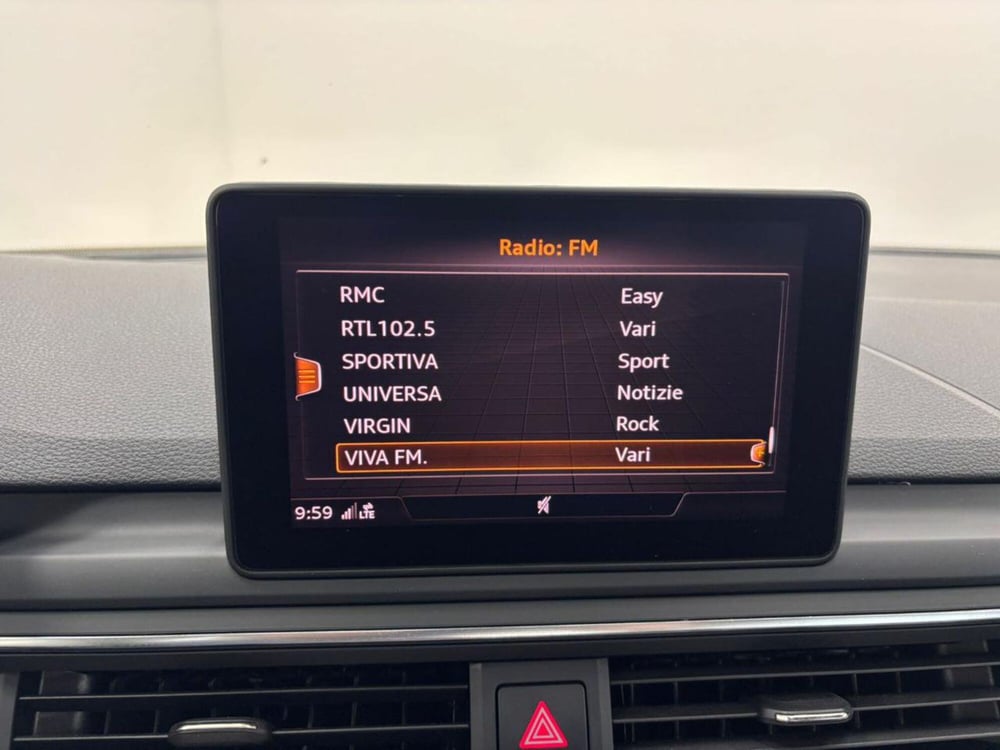 Radio: FM
RMC Easy
RTL102.5 Vari
SPORTIVA Sport
UNIVERSA Notizie
VIRGIN Rock
VIVA FM. Vari
9:59 LTE